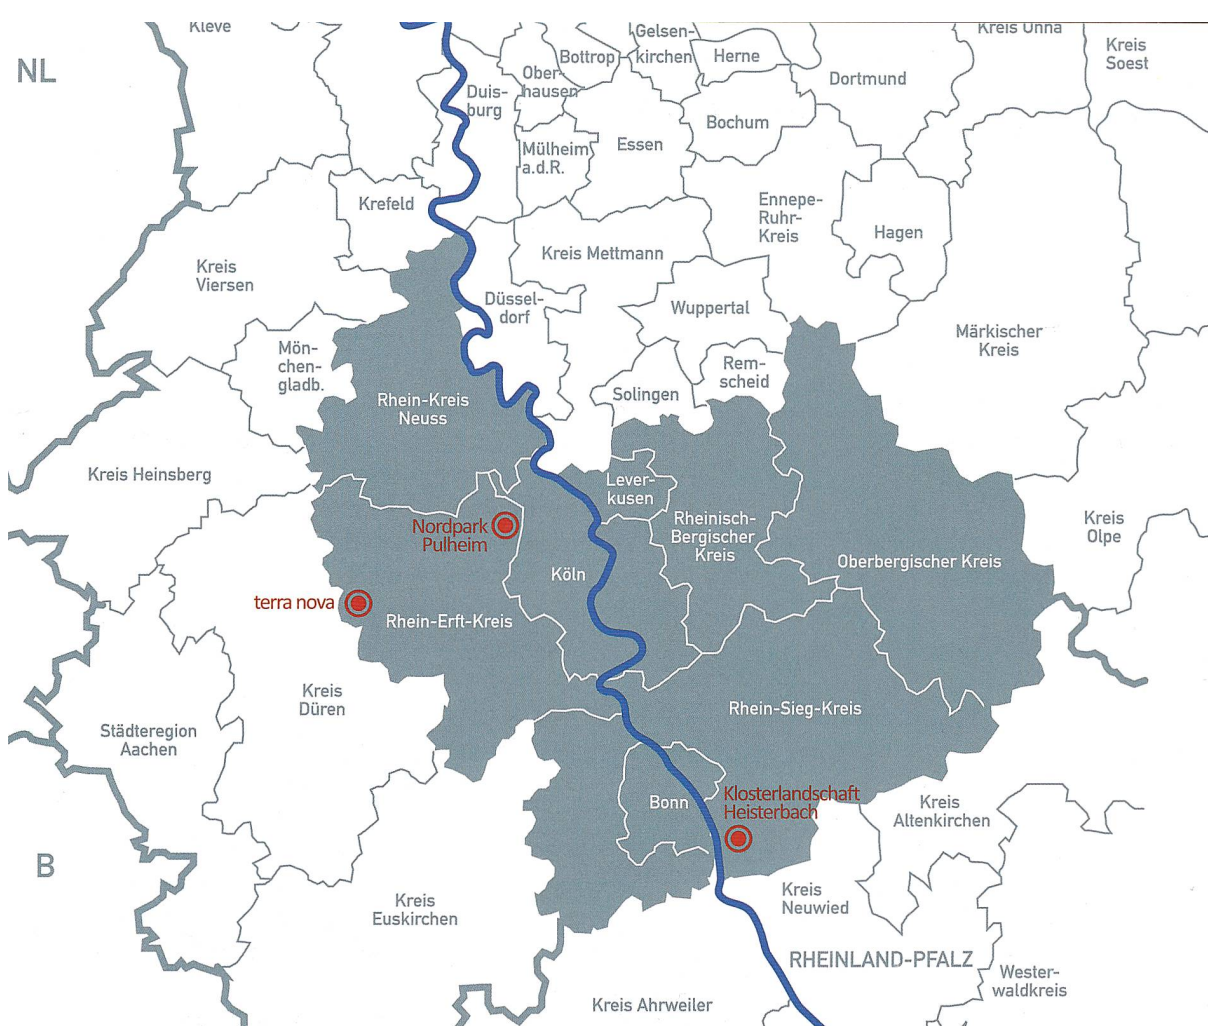 Kleve
Gelsen-
kirchen
Kreis Unna
Kreis
Soest
NL
Bottrop
Herne
Ober-
hausen
Dortmund
Duis-
burg
Bochum
Mülheim
a.d.R.
Essen
Krefeld
Ennepe-
Ruhr-
Kreis
Hagen
Kreis Mettmann
Kreis
Viersen
Düssel-
dorf
Wuppertal
Märkischer
Kreis
Mön-
chen-
gladb.
Rem-
scheid
Solingen
Rhein-Kreis
Neuss
Kreis Heinsberg
Lever-
kusen
Nordpark
Pulheim
Rheinisch-
Bergischer
Kreis
Kreis
Olpe
Oberbergischer Kreis
Köln
terra nova
Rhein-Erft-Kreis
Kreis
Düren
Rhein-Sieg-Kreis
Städteregion
Aachen
Bonn
Klosterlandschaft
Heisterbach
Kreis
Altenkirchen
B
Kreis
Euskirchen
Kreis
Neuwied
RHEINLAND-PFALZ
Wester-
waldkreis
Kreis Ahrweiler